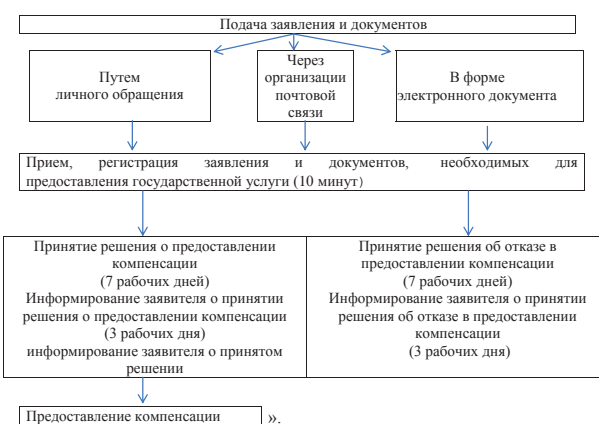 Подача заявления и документов
Путем
личного обращения
Через
организации
почтовой
связи
В форме
электронного документа
Прием, регистрация заявления и документов, необходимых для
предоставления государственной услуги (10 минут)
Принятие решения о предоставлении
компенсации
(7 рабочих дней)
Информирование заявителя о принятии
решения о предоставлении компенсации
(3 рабочих дня)
информирование заявителя о принятом
решении
Принятие решения об отказе в
предоставлении компенсации
(7 рабочих дней)
Информирование заявителя о принятии
решения об отказе в предоставлении
компенсации
(3 рабочих дня)
Предоставление компенсации ».